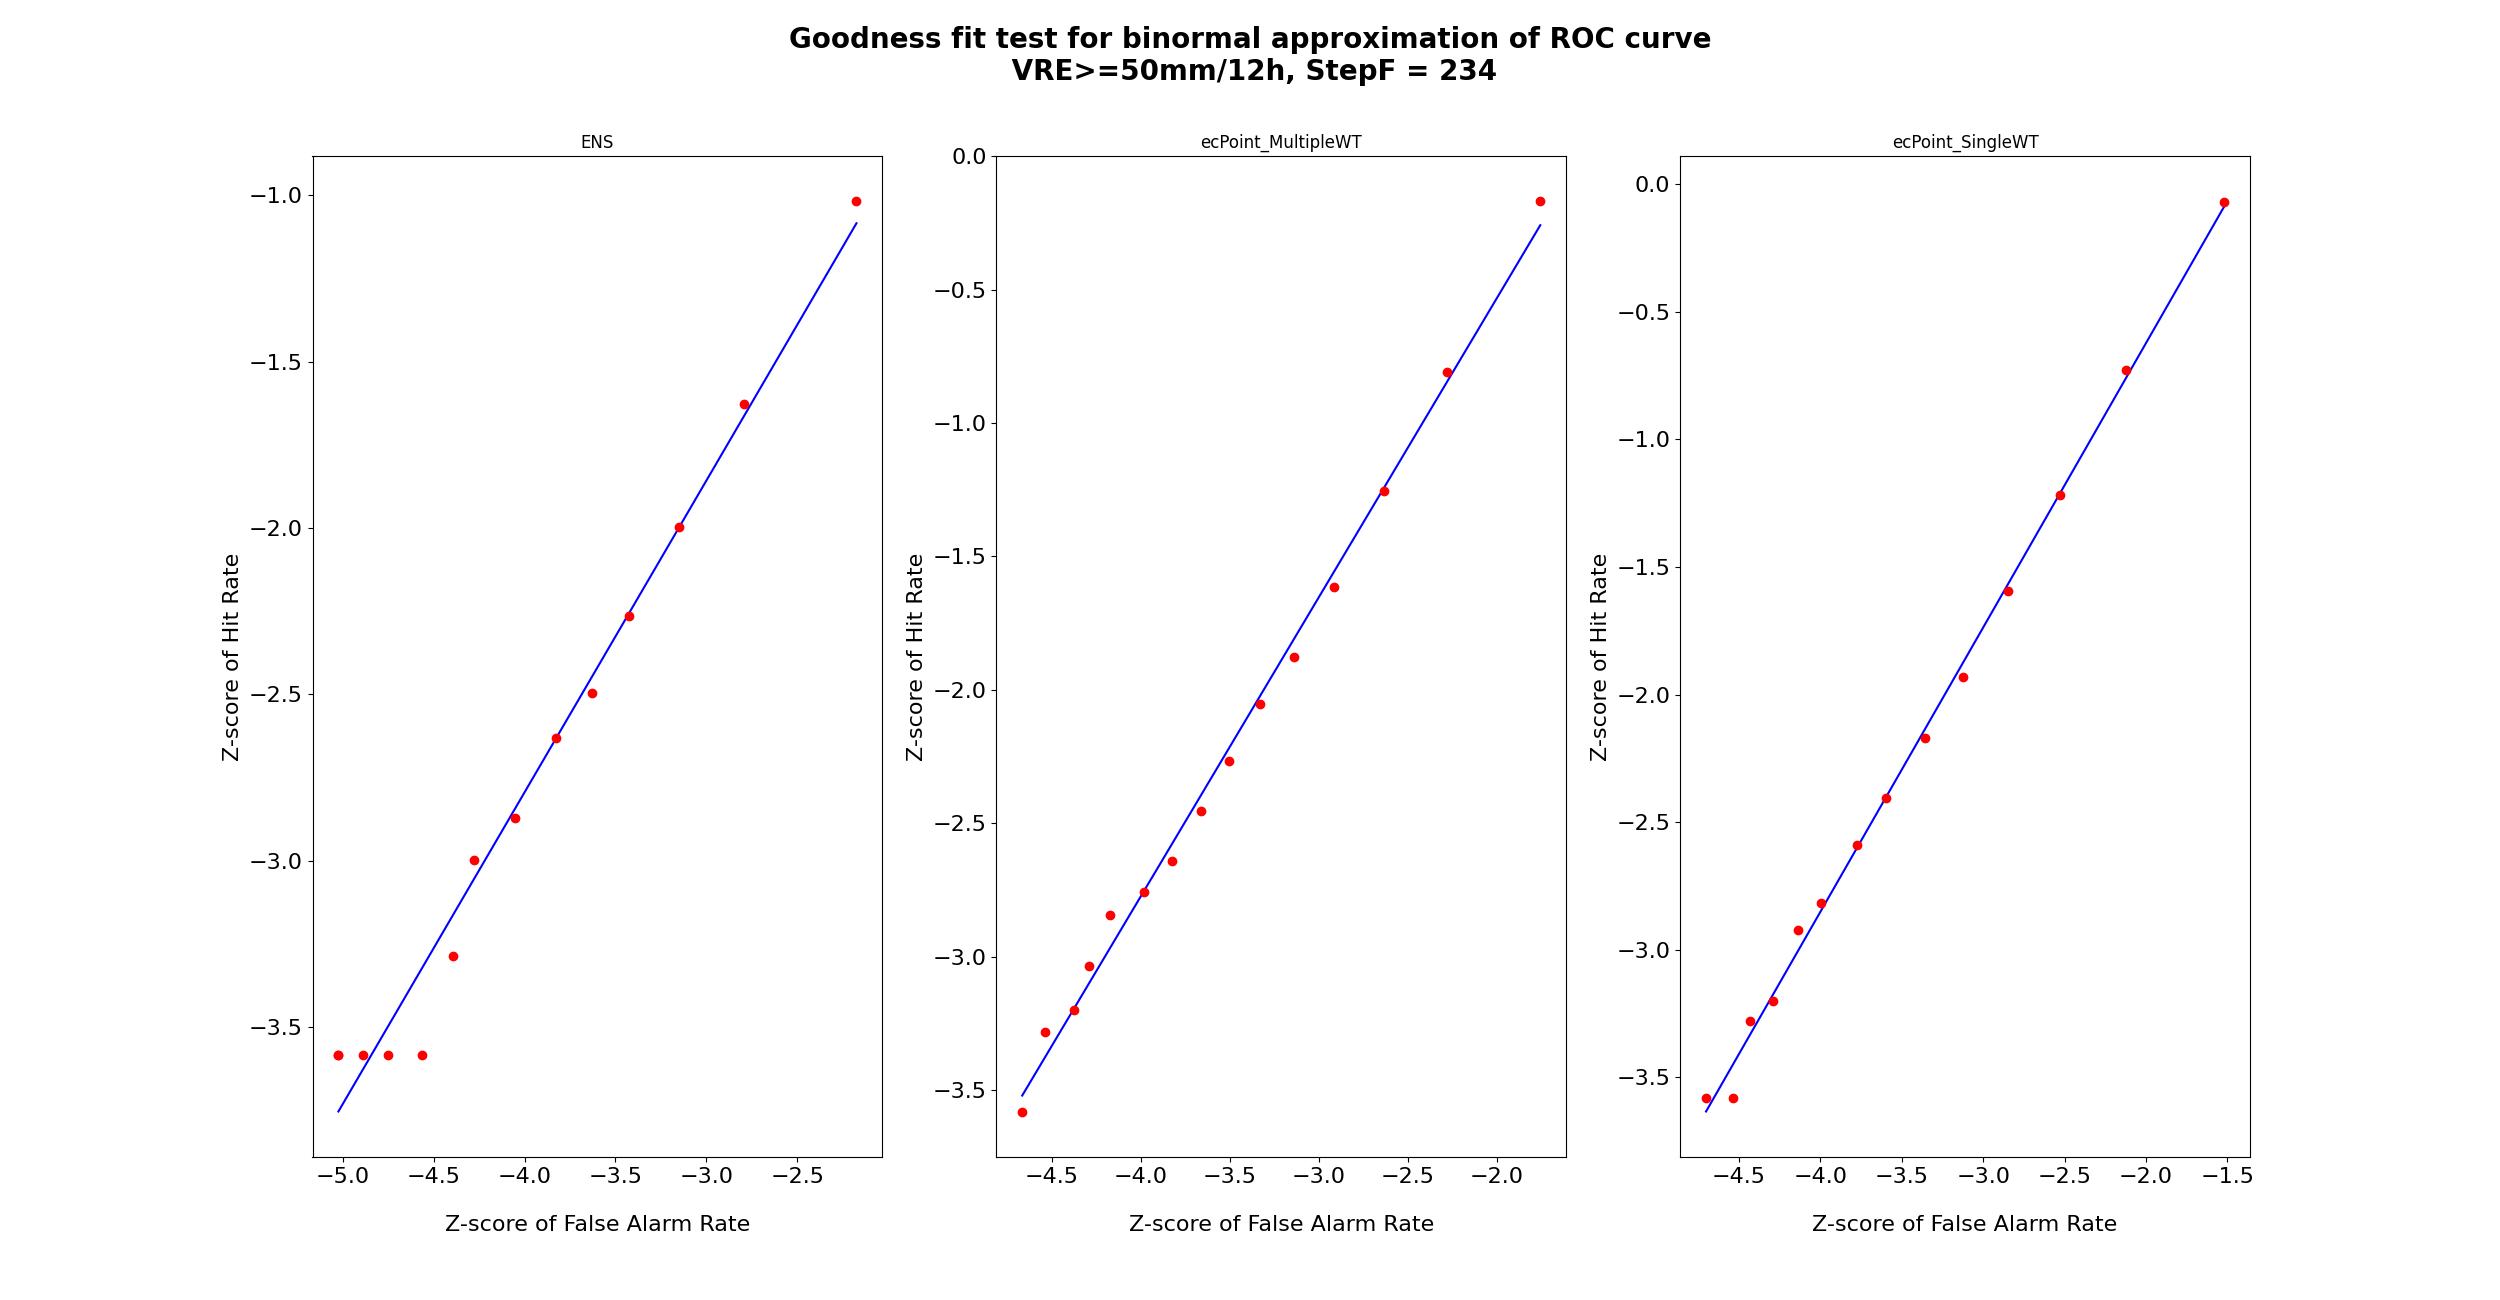 Goodness fit test for binormal approximation of ROC curve
VRE>=50mm/12h, StepF = 234
ENS
−1.0
−1.5
−2.0
−2.5
−3.0
−3.5
Z-score of Hit Rate
−5.0 −4.5 −4.0 −3.5 −3.0 −2.5
Z-score of False Alarm Rate
ecPoint_MultipleWT
0.0
−0.5
−1.0
−1.5
−2.0
−2.5
−3.0
−3.5
Z-score of Hit Rate
−4.5 −4.0 −3.5 −3.0 −2.5 −2.0
Z-score of False Alarm Rate
ecPoint_SingleWT
0.0
−0.5
−1.0
−1.5
−2.0
−2.5
−3.0
−3.5
Z-score of Hit Rate
−4.5 −4.0 −3.5 −3.0 −2.5 −2.0 −1.5
Z-score of False Alarm Rate